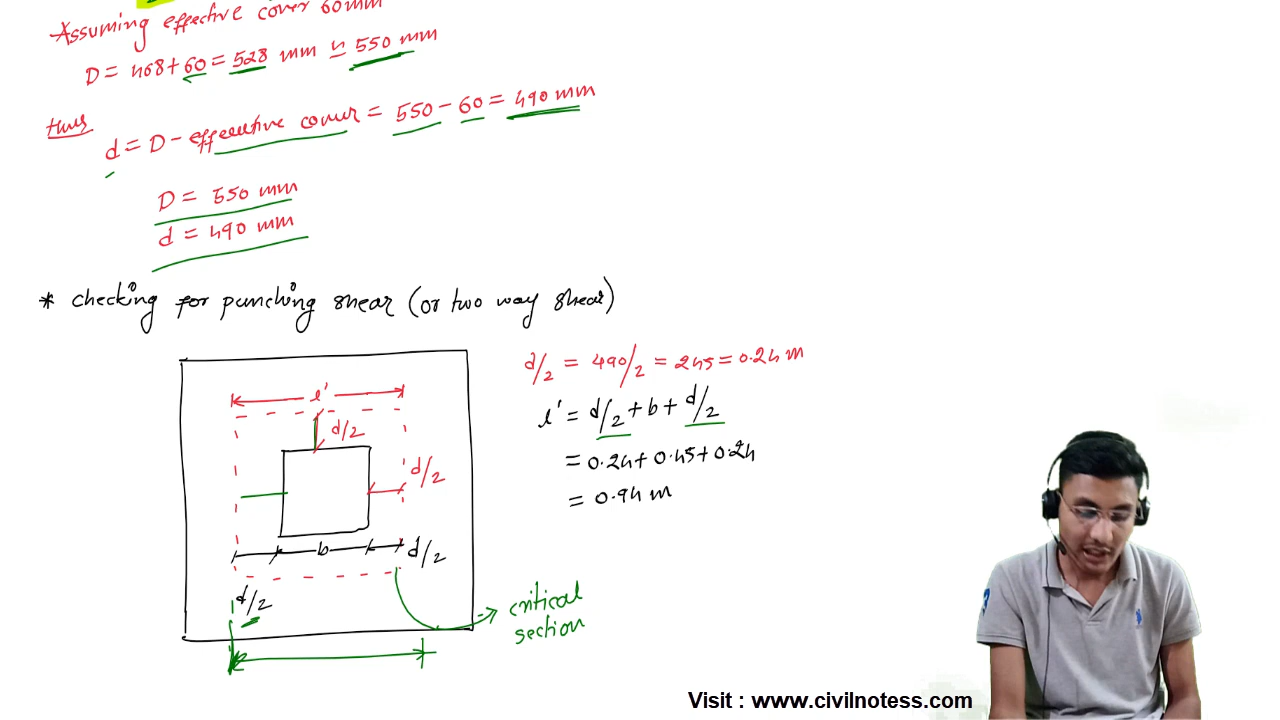 Assuming effective cover 60mm
D = 468+60 = 528 mm ≃ 550 mm
thus
d = D - effective cover = 550 - 60 = 490 mm
D = 550 mm
d = 490 mm
* checking for punching shear (or two way shear)
d/2 = 490/2 = 245 = 0.24 m
l' = d/2 + b + d/2
= 0.24 + 0.45 + 0.24
= 0.94 m
l'
d/2
d/2
b
d/2
d/2
critical
section
Visit : www.civilnotess.com